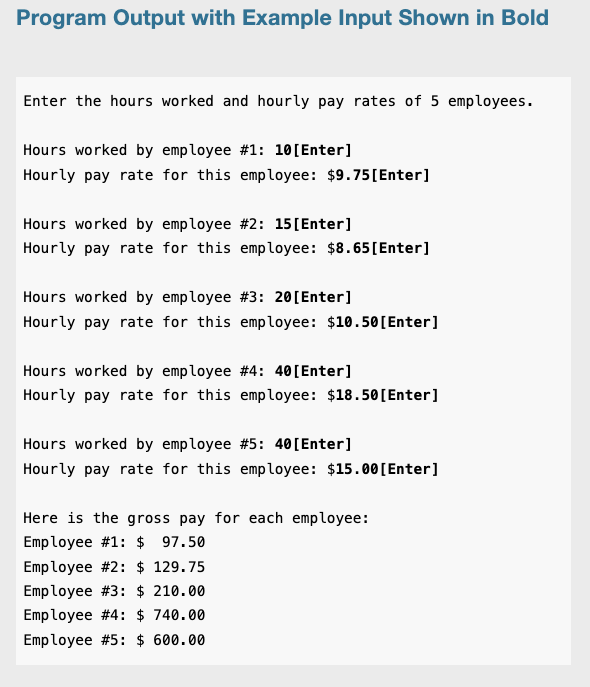 Program Output with Example Input Shown in Bold
Enter the hours worked and hourly pay rates of 5 employees.
Hours worked by employee #1: 10[Enter]
Hourly pay rate for this employee: $9.75[Enter]
Hours worked by employee #2: 15[Enter]
Hourly pay rate for this employee: $8.65[Enter]
Hours worked by employee #3: 20[Enter]
Hourly pay rate for this employee: $10.50[Enter]
Hours worked by employee #4: 40[Enter]
Hourly pay rate for this employee: $18.50[Enter]
Hours worked by employee #5: 40[Enter]
Hourly pay rate for this employee: $15.00[Enter]
Here is the gross pay for each employee:
Employee #1: $  97.50
Employee #2: $ 129.75
Employee #3: $ 210.00
Employee #4: $ 740.00
Employee #5: $ 600.00